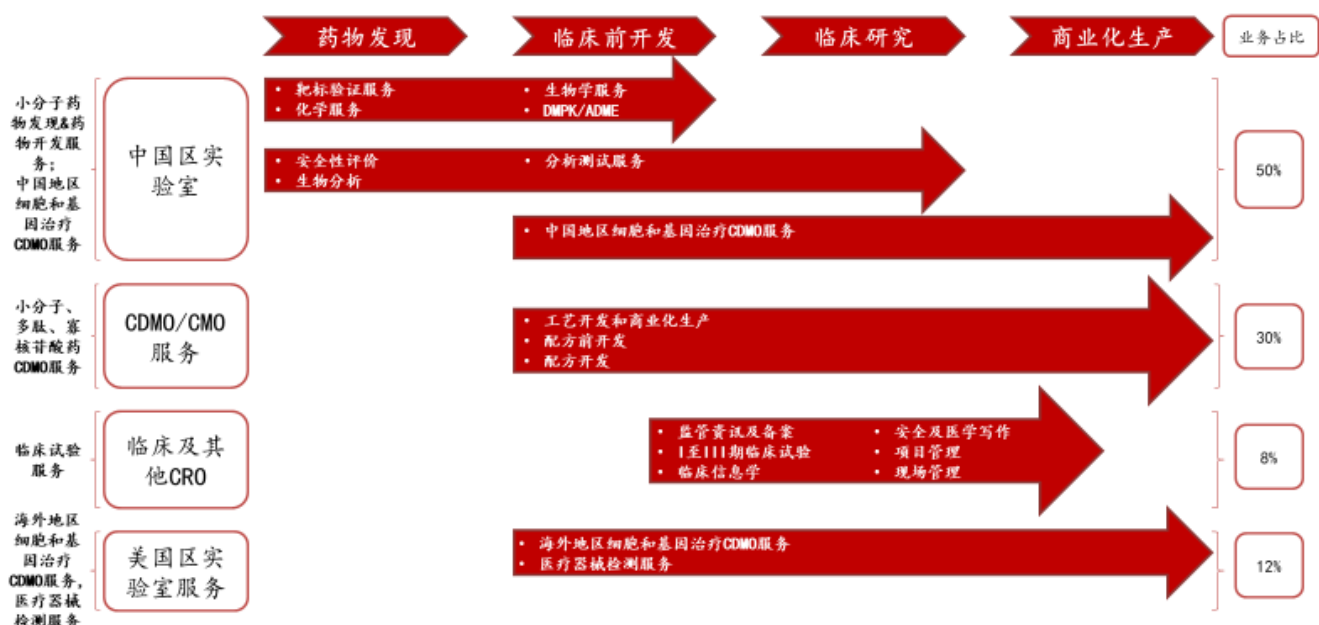 药物发现
临床前开发
临床研究
商业化生产
业务占比
小分子药
物发现&药
物开发服
务；
中国地区
细胞和基
因治疗
CDMO服务
中国区实
验室
• 靶标验证服务
• 化学服务
• 生物学服务
• DMPK/ADME
• 安全性评价
• 生物分析
• 分析测试服务
• 中国地区细胞和基因治疗CDMO服务
50%
小分子、
多肽、寡
核苷酸药
CDMO服务
CDMO/CMO
服务
• 工艺开发和商业化生产
• 配方前开发
• 配方开发
30%
临床试验
服务
临床及其
他CRO
• 监管资讯及备案
• I至III期临床试验
• 临床信息学
• 安全及医学写作
• 项目管理
• 现场管理
8%
海外地区
细胞和基
因治疗
CDMO服务，
医疗器械
检测服务
美国区实
验室服务
• 海外地区细胞和基因治疗CDMO服务
• 医疗器械检测服务
12%